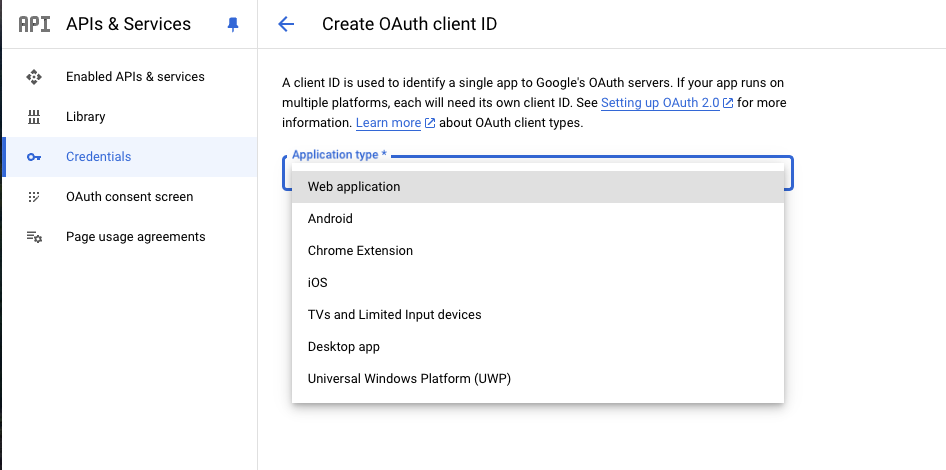 API APIs & Services
Enabled APIs & services
Library
Credentials
OAuth consent screen
Page usage agreements
Create OAuth client ID
A client ID is used to identify a single app to Google's OAuth servers. If your app runs on
multiple platforms, each will need its own client ID. See Setting up OAuth 2.0 for more
information. Learn more about OAuth client types.
Application type *
Web application
Android
Chrome Extension
iOS
TVs and Limited Input devices
Desktop app
Universal Windows Platform (UWP)